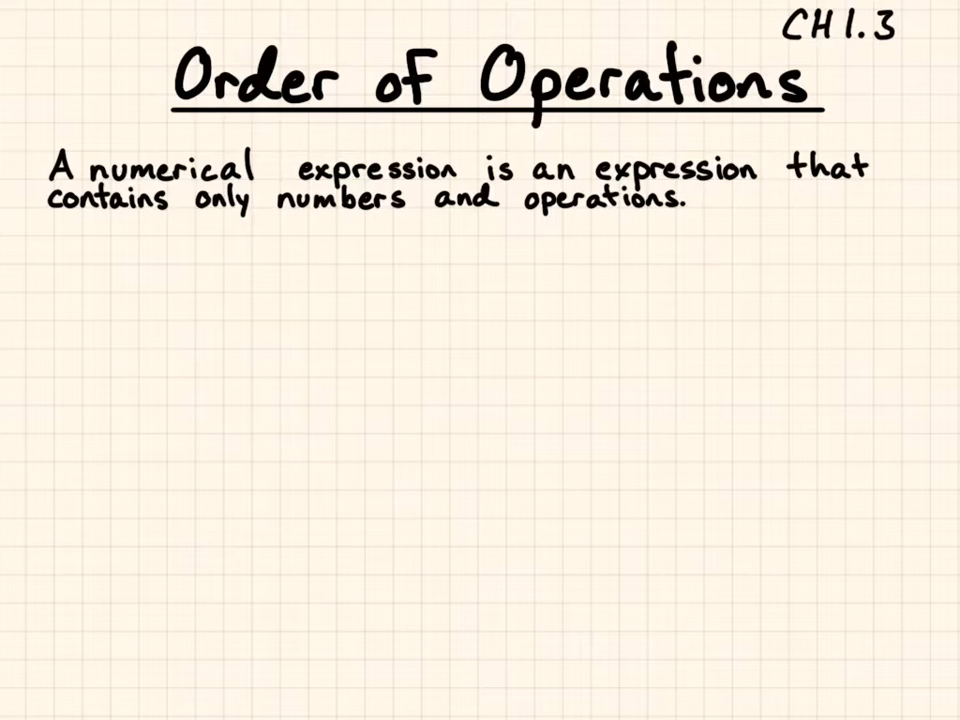 CH 1.3
Order of Operations
A numerical expression is an expression that
contains only numbers and operations.